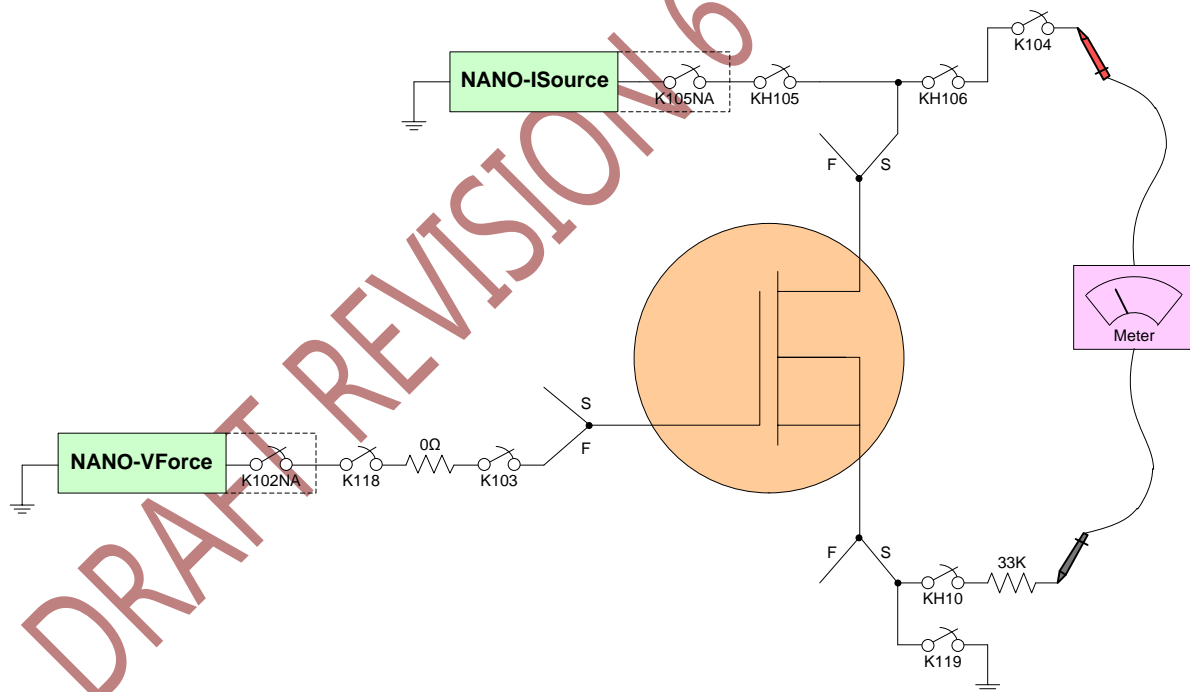 K104
NANO-ISource
K105NA
KH105
KH106
F
S
Meter
S
F
NANO-VForce
0Ω
K102NA
K118
K103
F
S
33K
KH10
K119
DRAFT REVISION 6